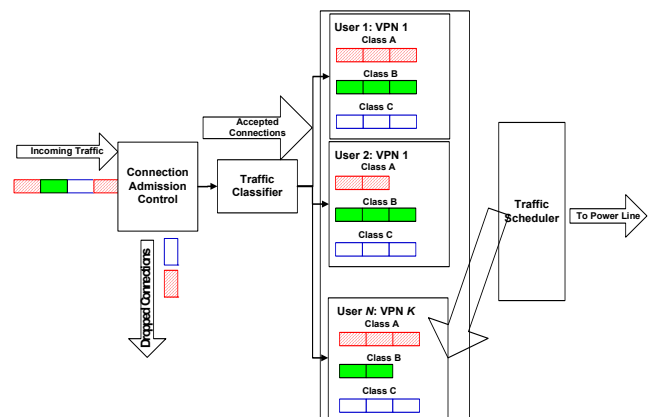 Incoming Traffic
Connection
Admission
Control
Dropped Connections
Accepted
Connections
Traffic
Classifier
User 1: VPN 1
Class A
Class B
Class C
User 2: VPN 1
Class A
Class B
Class C
User N: VPN K
Class A
Class B
Class C
Traffic
Scheduler
To Power Line